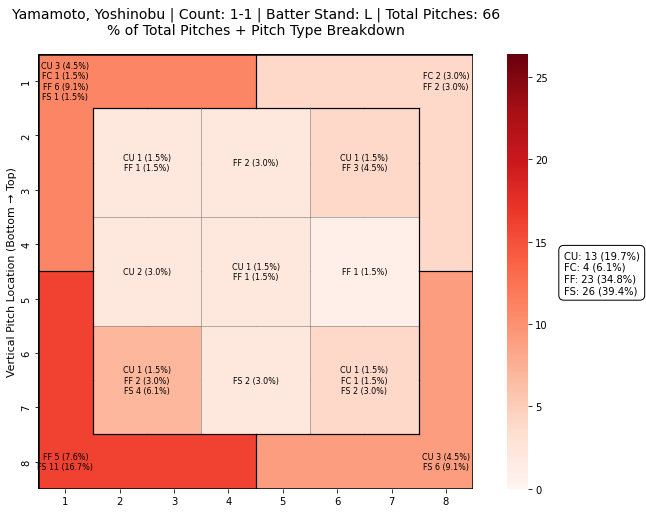 Yamamoto, Yoshinobu | Count: 1-1 | Batter Stand: L | Total Pitches: 66
% of Total Pitches + Pitch Type Breakdown
CU 3 (4.5%)
FC 1 (1.5%)
FF 6 (9.1%)
FS 1 (1.5%)
FC 2 (3.0%)
FF 2 (3.0%)
CU 1 (1.5%)
FF 1 (1.5%)
FF 2 (3.0%)
CU 1 (1.5%)
FF 3 (4.5%)
CU 2 (3.0%)
CU 1 (1.5%)
FF 1 (1.5%)
FF 1 (1.5%)
CU 1 (1.5%)
FF 2 (3.0%)
FS 4 (6.1%)
FS 2 (3.0%)
CU 1 (1.5%)
FC 1 (1.5%)
FS 2 (3.0%)
FF 5 (7.6%)
FS 11 (16.7%)
CU 3 (4.5%)
FS 6 (9.1%)
Vertical Pitch Location (Bottom → Top)
1
2
3
4
5
6
7
8
1 2 3 4 5 6 7 8
25
20
15
10
5
0
CU: 13 (19.7%)
FC: 4 (6.1%)
FF: 23 (34.8%)
FS: 26 (39.4%)